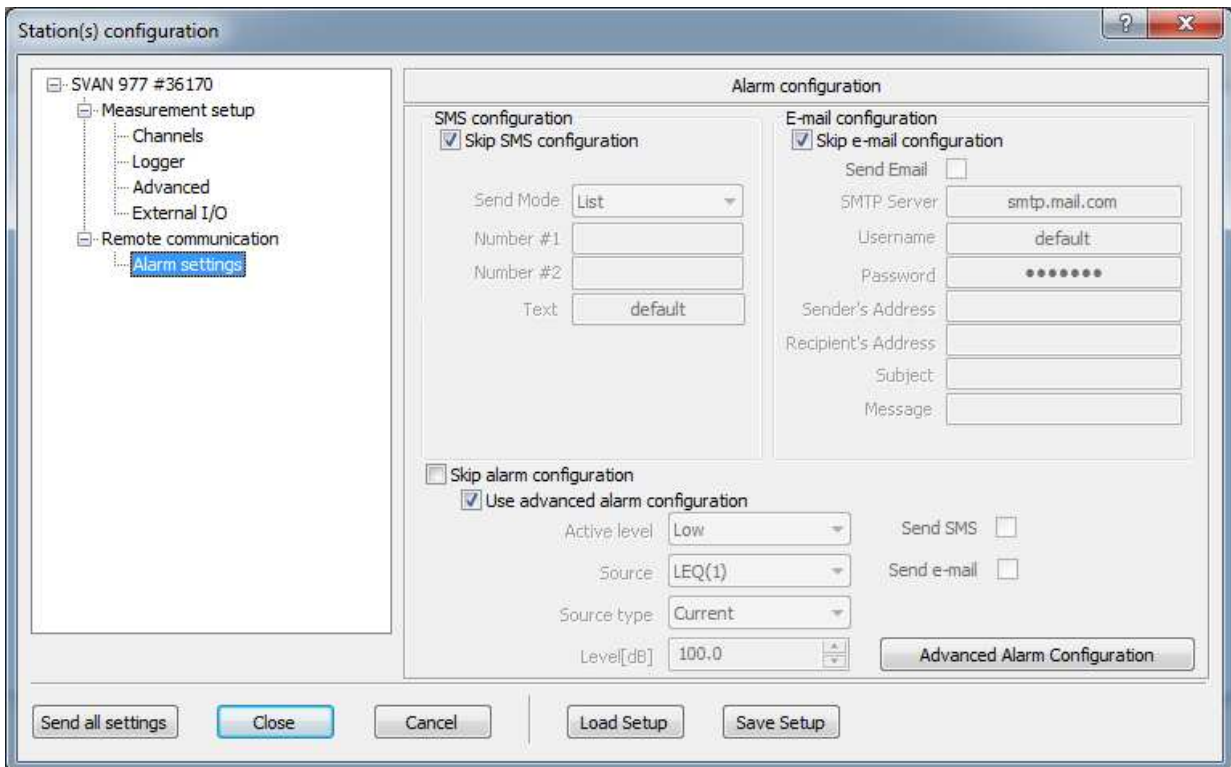 Station(s) configuration
SVAN 977 #36170
Measurement setup
Channels
Logger
Advanced
External I/O
Remote communication
Alarm settings
Alarm configuration
SMS configuration
Skip SMS configuration
Send Mode List
Number #1
Number #2
Text default
E-mail configuration
Skip e-mail configuration
Send Email
SMTP Server smtp.mail.com
Username default
Password •••••••
Sender's Address
Recipient's Address
Subject
Message
Skip alarm configuration
Use advanced alarm configuration
Active level Low
Source LEQ(1)
Source type Current
Level[dB] 100.0
Send SMS
Send e-mail
Advanced Alarm Configuration
Send all settings
Close
Cancel
Load Setup
Save Setup